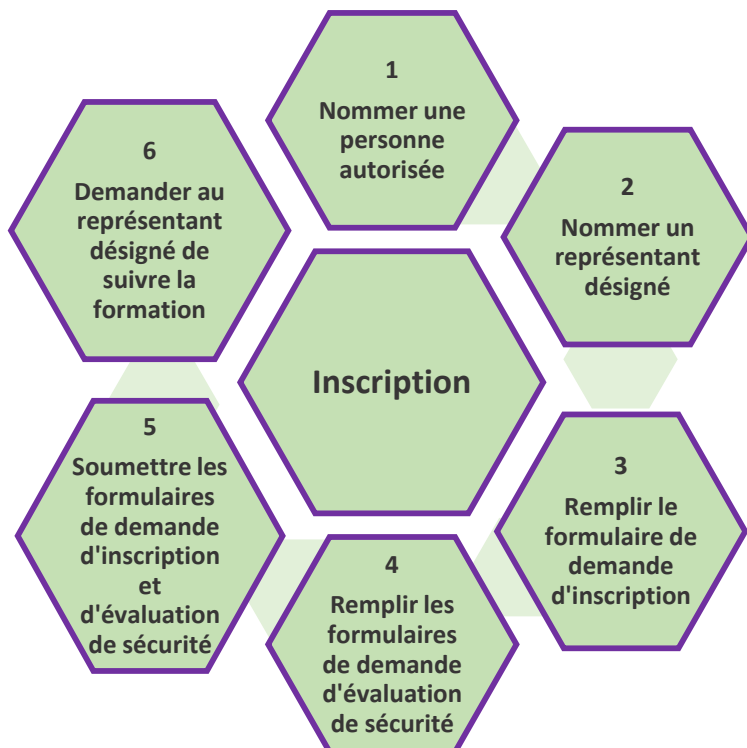 1
Nommer une
personne
autorisée
2
Nommer un
représentant
désigné
3
Remplir le
formulaire de
demande
d'inscription
4
Remplir les
formulaires
de demande
d'évaluation
de sécurité
5
Soumettre les
formulaires
de demande
d'inscription
et
d'évaluation
de sécurité
6
Demander au
représentant
désigné de
suivre la
formation
Inscription